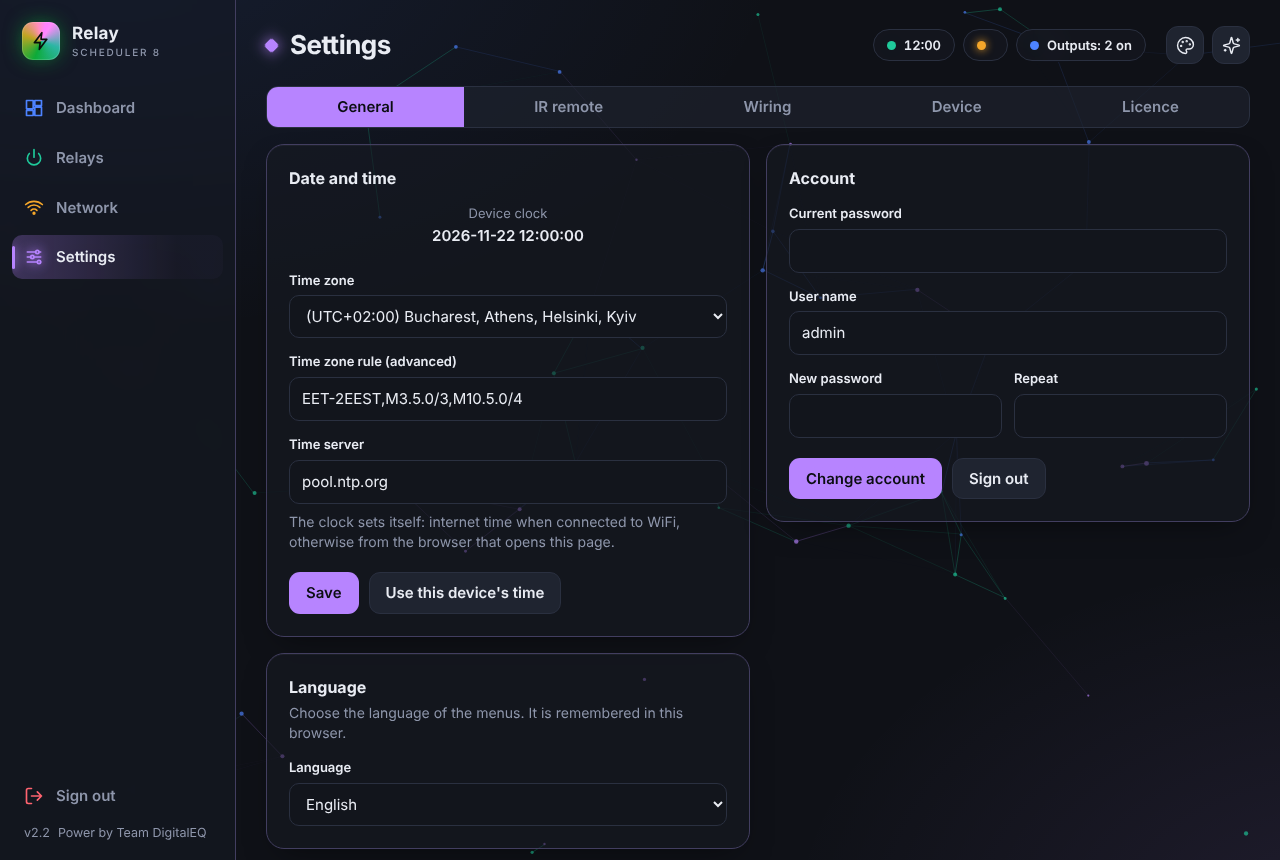 Relay
SCHEDULER 8
Dashboard
Relays
Network
Settings
Sign out
v2.2 Power by Team DigitalEQ
Settings
12:00
Outputs: 2 on
General
IR remote
Wiring
Device
Licence
Date and time
Device clock
2026-11-22 12:00:00
Time zone
(UTC+02:00) Bucharest, Athens, Helsinki, Kyiv
Time zone rule (advanced)
EET-2EEST,M3.5.0/3,M10.5.0/4
Time server
pool.ntp.org
The clock sets itself: internet time when connected to WiFi,
otherwise from the browser that opens this page.
Save
Use this device's time
Language
Choose the language of the menus. It is remembered in this
browser.
Language
English
Account
Current password
User name
admin
New password
Repeat
Change account
Sign out